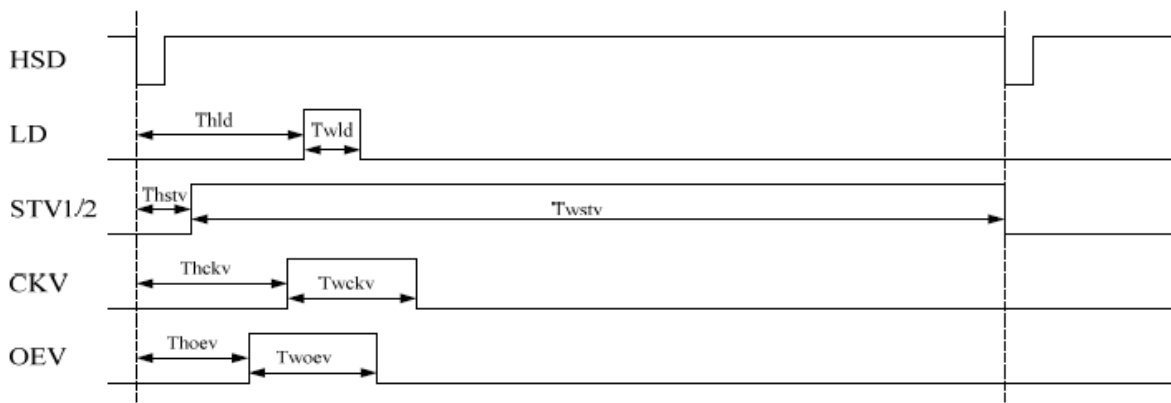 HSD
LD
Thld
Twld
STV1/2
Thstv
Twstv
CKV
Thckv
Twckv
OEV
Thoev
Twoev